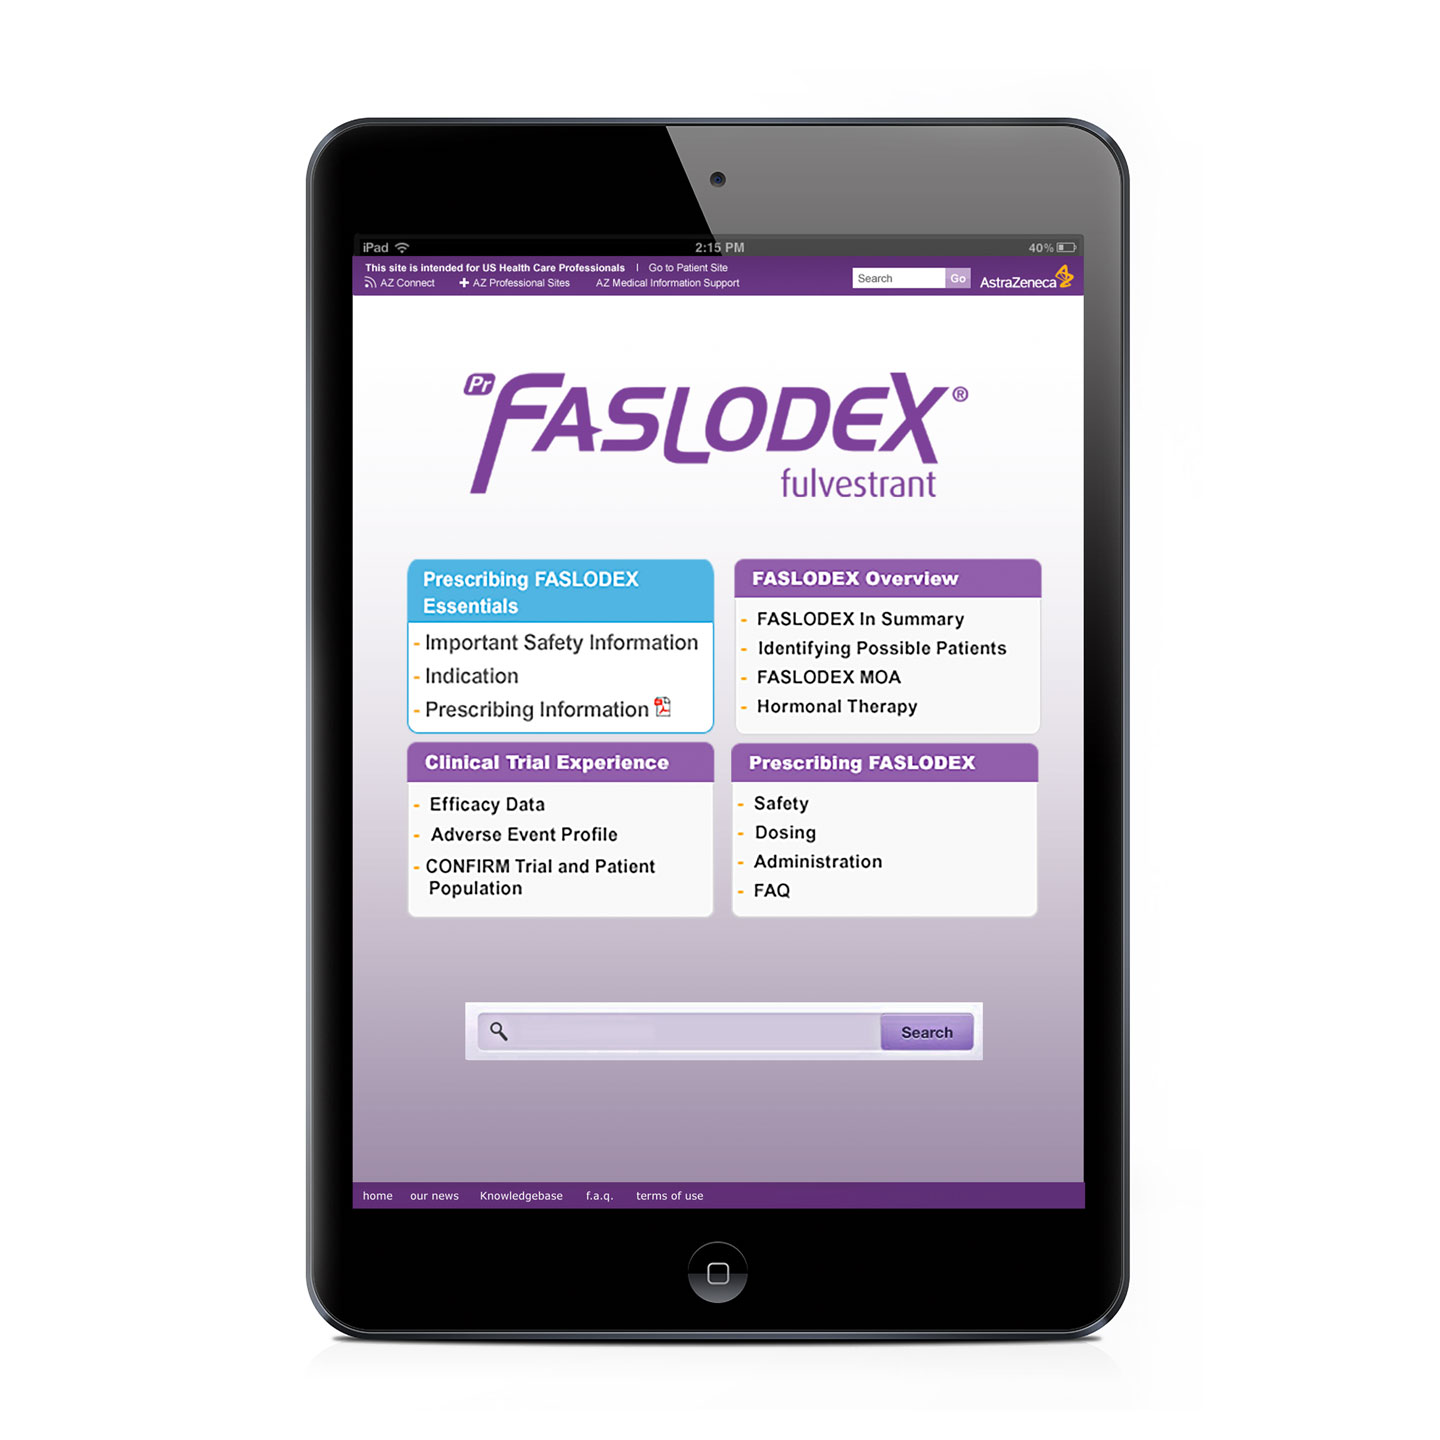 iPad 2:15 PM 40%
This site is intended for US Health Care Professionals | Go to Patient Site
AZ Connect AZ Professional Sites AZ Medical Information Support
Search Go AstraZeneca
Pr FASLODEX®
fulvestrant
Prescribing FASLODEX
Essentials
- Important Safety Information
- Indication
- Prescribing Information
FASLODEX Overview
- FASLODEX In Summary
- Identifying Possible Patients
- FASLODEX MOA
- Hormonal Therapy
Clinical Trial Experience
- Efficacy Data
- Adverse Event Profile
- CONFIRM Trial and Patient
Population
Prescribing FASLODEX
- Safety
- Dosing
- Administration
- FAQ
Search
home our news Knowledgebase f.a.q. terms of use